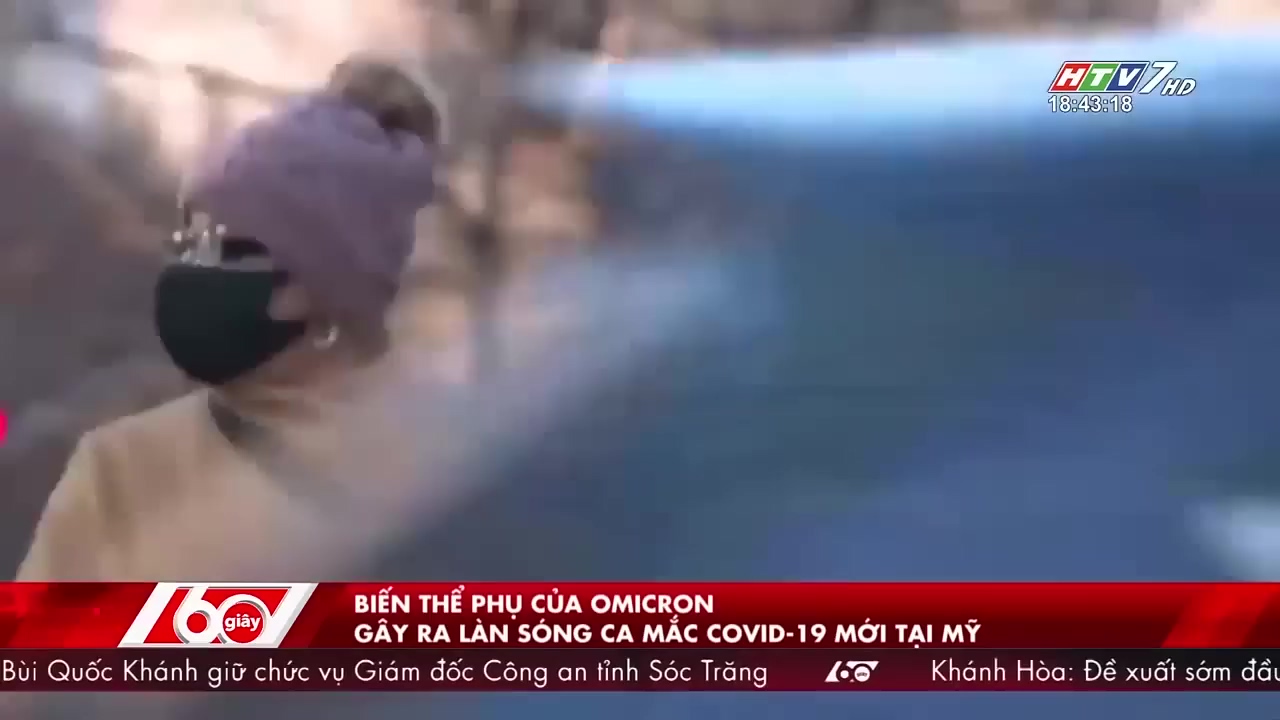 HTV7 HD
18:43:18
60 giây
BIẾN THỂ PHỤ CỦA OMICRON
GÂY RA LÀN SÓNG CA MẮC COVID-19 MỚI TẠI MỸ
Bùi Quốc Khánh giữ chức vụ Giám đốc Công an tỉnh Sóc Trăng 60 giây Khánh Hòa: Đề xuất sớm đầu